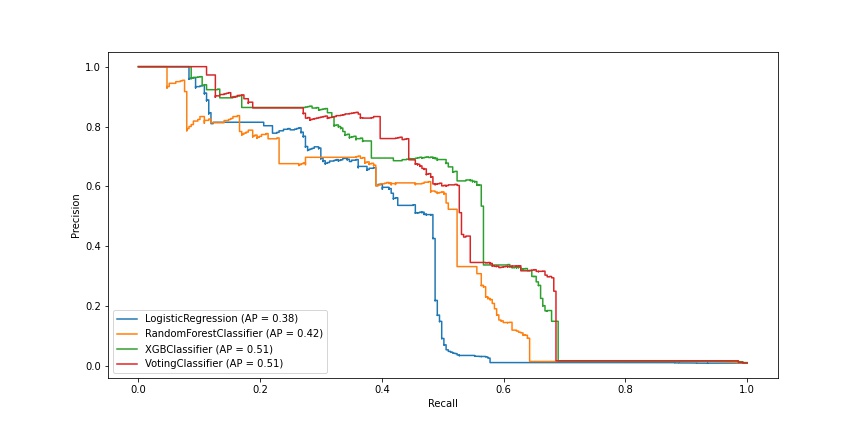 1.0
0.8
0.6
0.4
0.2
0.0
Precision
LogisticRegression (AP = 0.38)
RandomForestClassifier (AP = 0.42)
XGBClassifier (AP = 0.51)
VotingClassifier (AP = 0.51)
0.0 0.2 0.4 0.6 0.8 1.0
Recall